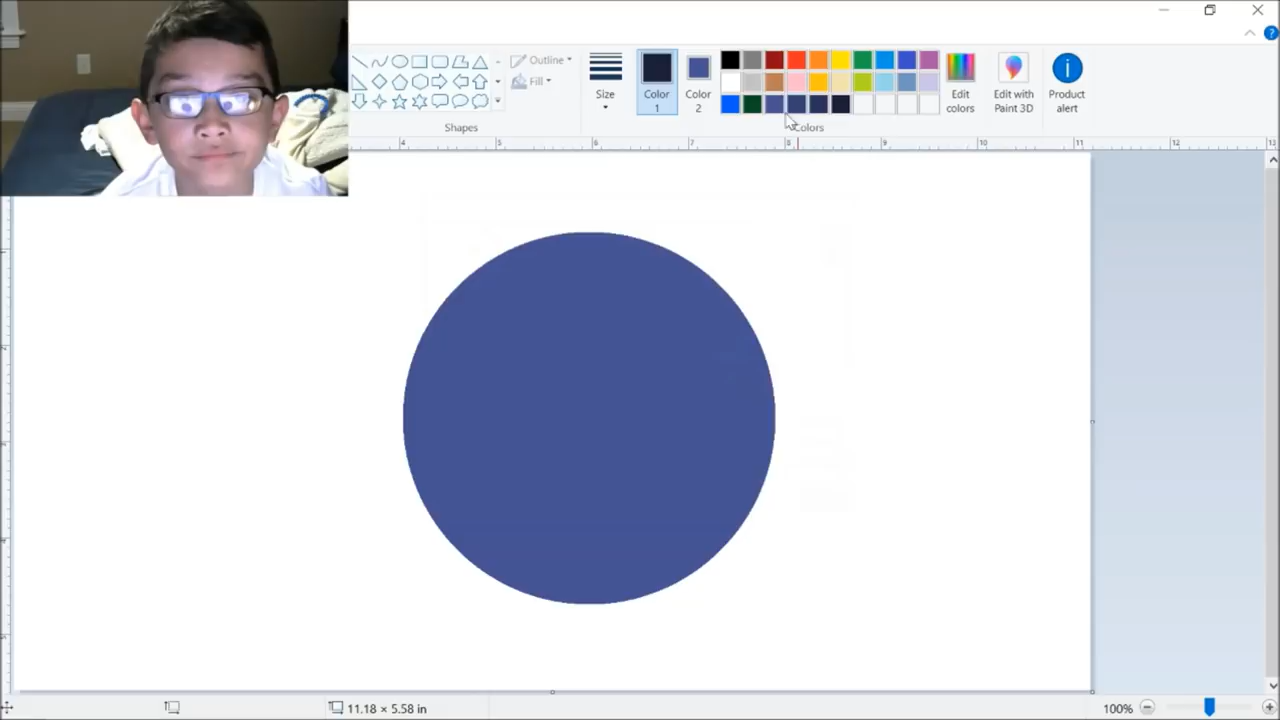 Outline
Fill
Size
Color 1
Color 2
Edit colors
Edit with Paint 3D
Product alert
Shapes
Colors
4 5 6 7 8 9 10 11 12 13
11.18 × 5.58 in
100%